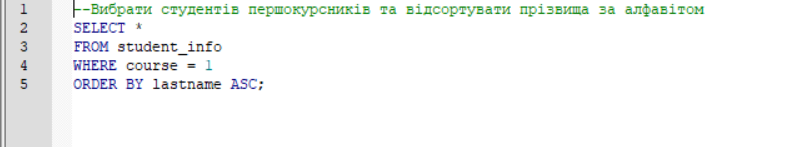 1 --Вибрати студентів першокурсників та відсортувати прізвища за алфавітом
2 SELECT *
3 FROM student_info
4 WHERE course = 1
5 ORDER BY lastname ASC;